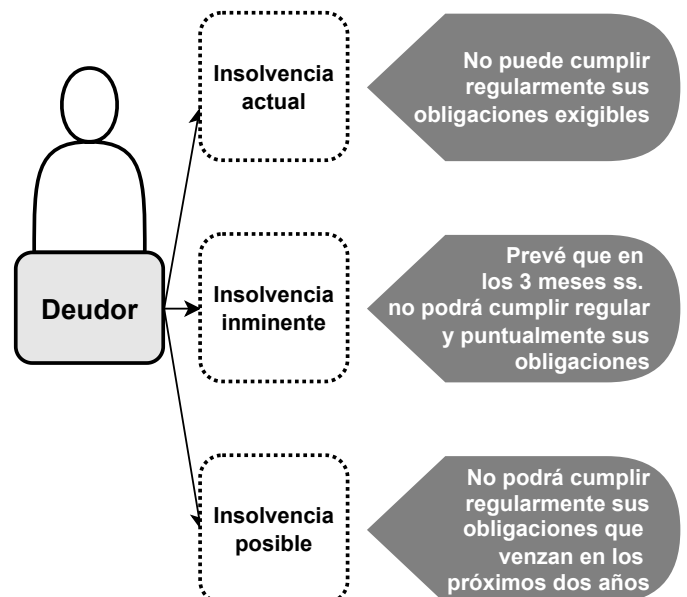 Insolvencia
actual
No puede cumplir
regularmente sus
obligaciones exigibles
Deudor
Insolvencia
inminente
Prevé que en
los 3 meses ss.
no podrá cumplir regular
y puntualmente sus
obligaciones
Insolvencia
posible
No podrá cumplir
regularmente sus
obligaciones que
venzan en los
próximos dos años